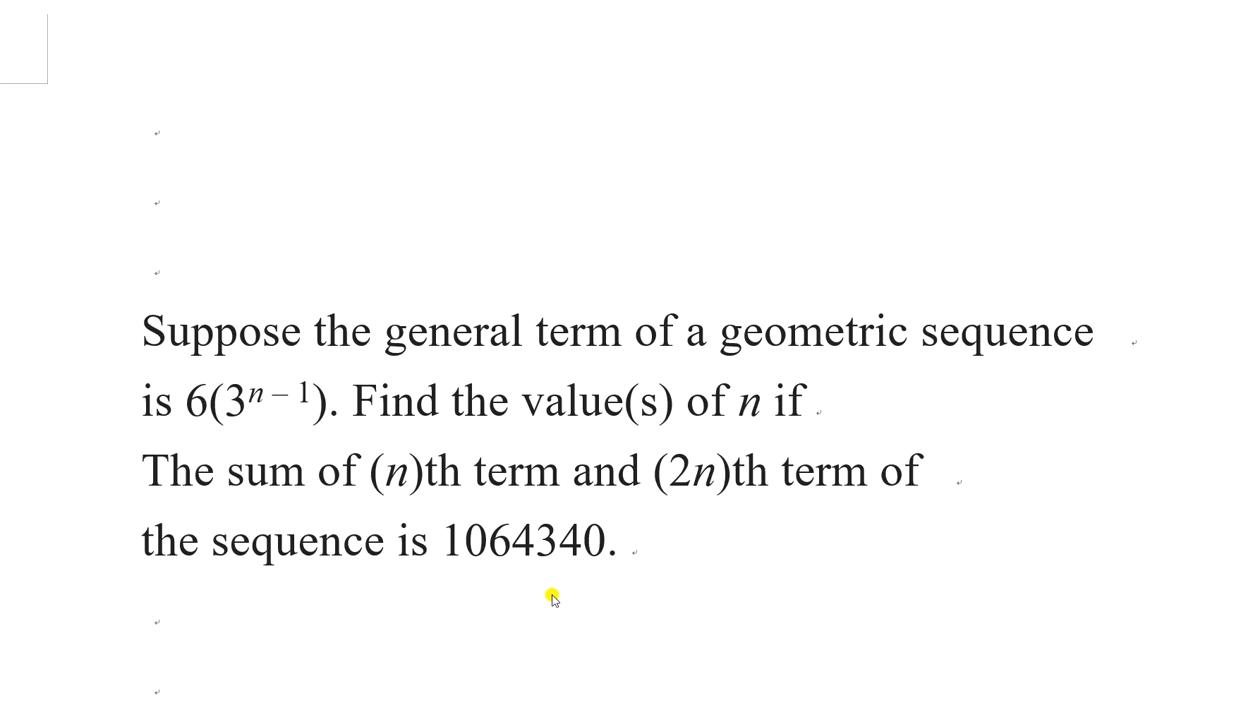 Suppose the general term of a geometric sequence
is 6(3ⁿ⁻¹). Find the value(s) of n if
The sum of (n)th term and (2n)th term of
the sequence is 1064340.